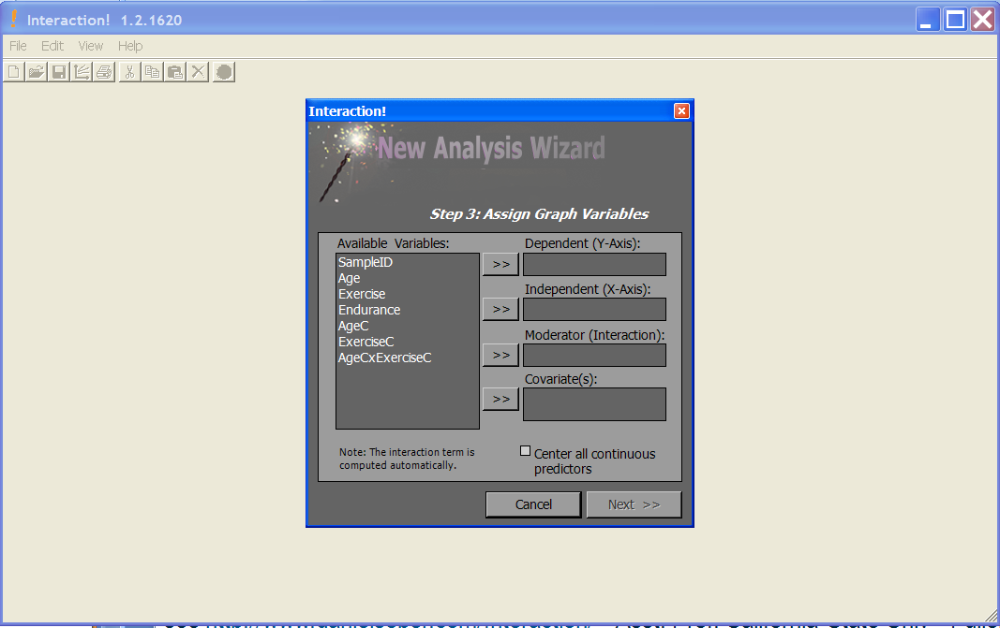 Interaction! 1.2.1620
File Edit View Help
Interaction!
New Analysis Wizard
Step 3: Assign Graph Variables
Available Variables:
SampleID
Age
Exercise
Endurance
AgeC
ExerciseC
AgeCxExerciseC
>>
Dependent (Y-Axis):
>>
Independent (X-Axis):
>>
Moderator (Interaction):
>>
Covariate(s):
Note: The interaction term is
computed automatically.
Center all continuous
predictors
Cancel
Next >>